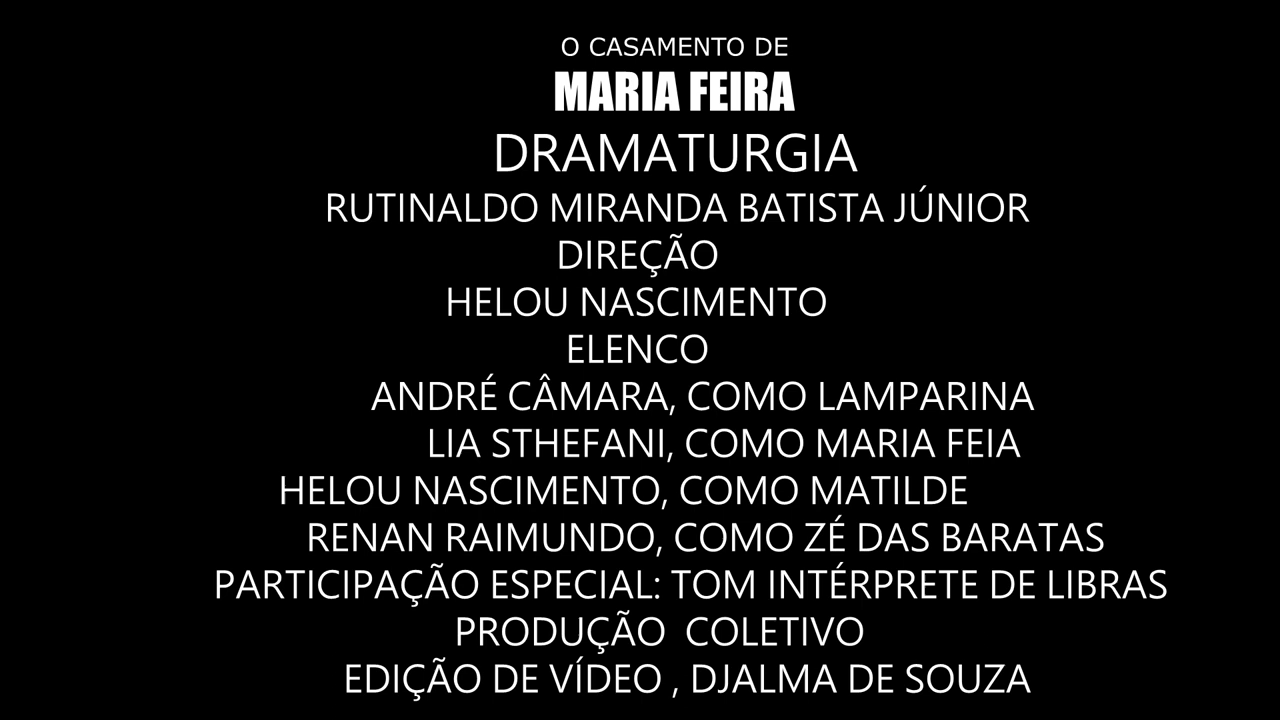 O CASAMENTO DE
MARIA FEIRA
DRAMATURGIA
RUTINALDO MIRANDA BATISTA JÚNIOR
DIREÇÃO
HELOU NASCIMENTO
ELENCO
ANDRÉ CÂMARA, COMO LAMPARINA
LIA STHEFANI, COMO MARIA FEIA
HELOU NASCIMENTO, COMO MATILDE
RENAN RAIMUNDO, COMO ZÉ DAS BARATAS
PARTICIPAÇÃO ESPECIAL: TOM INTÉRPRETE DE LIBRAS
PRODUÇÃO  COLETIVO
EDIÇÃO DE VÍDEO , DJALMA DE SOUZA